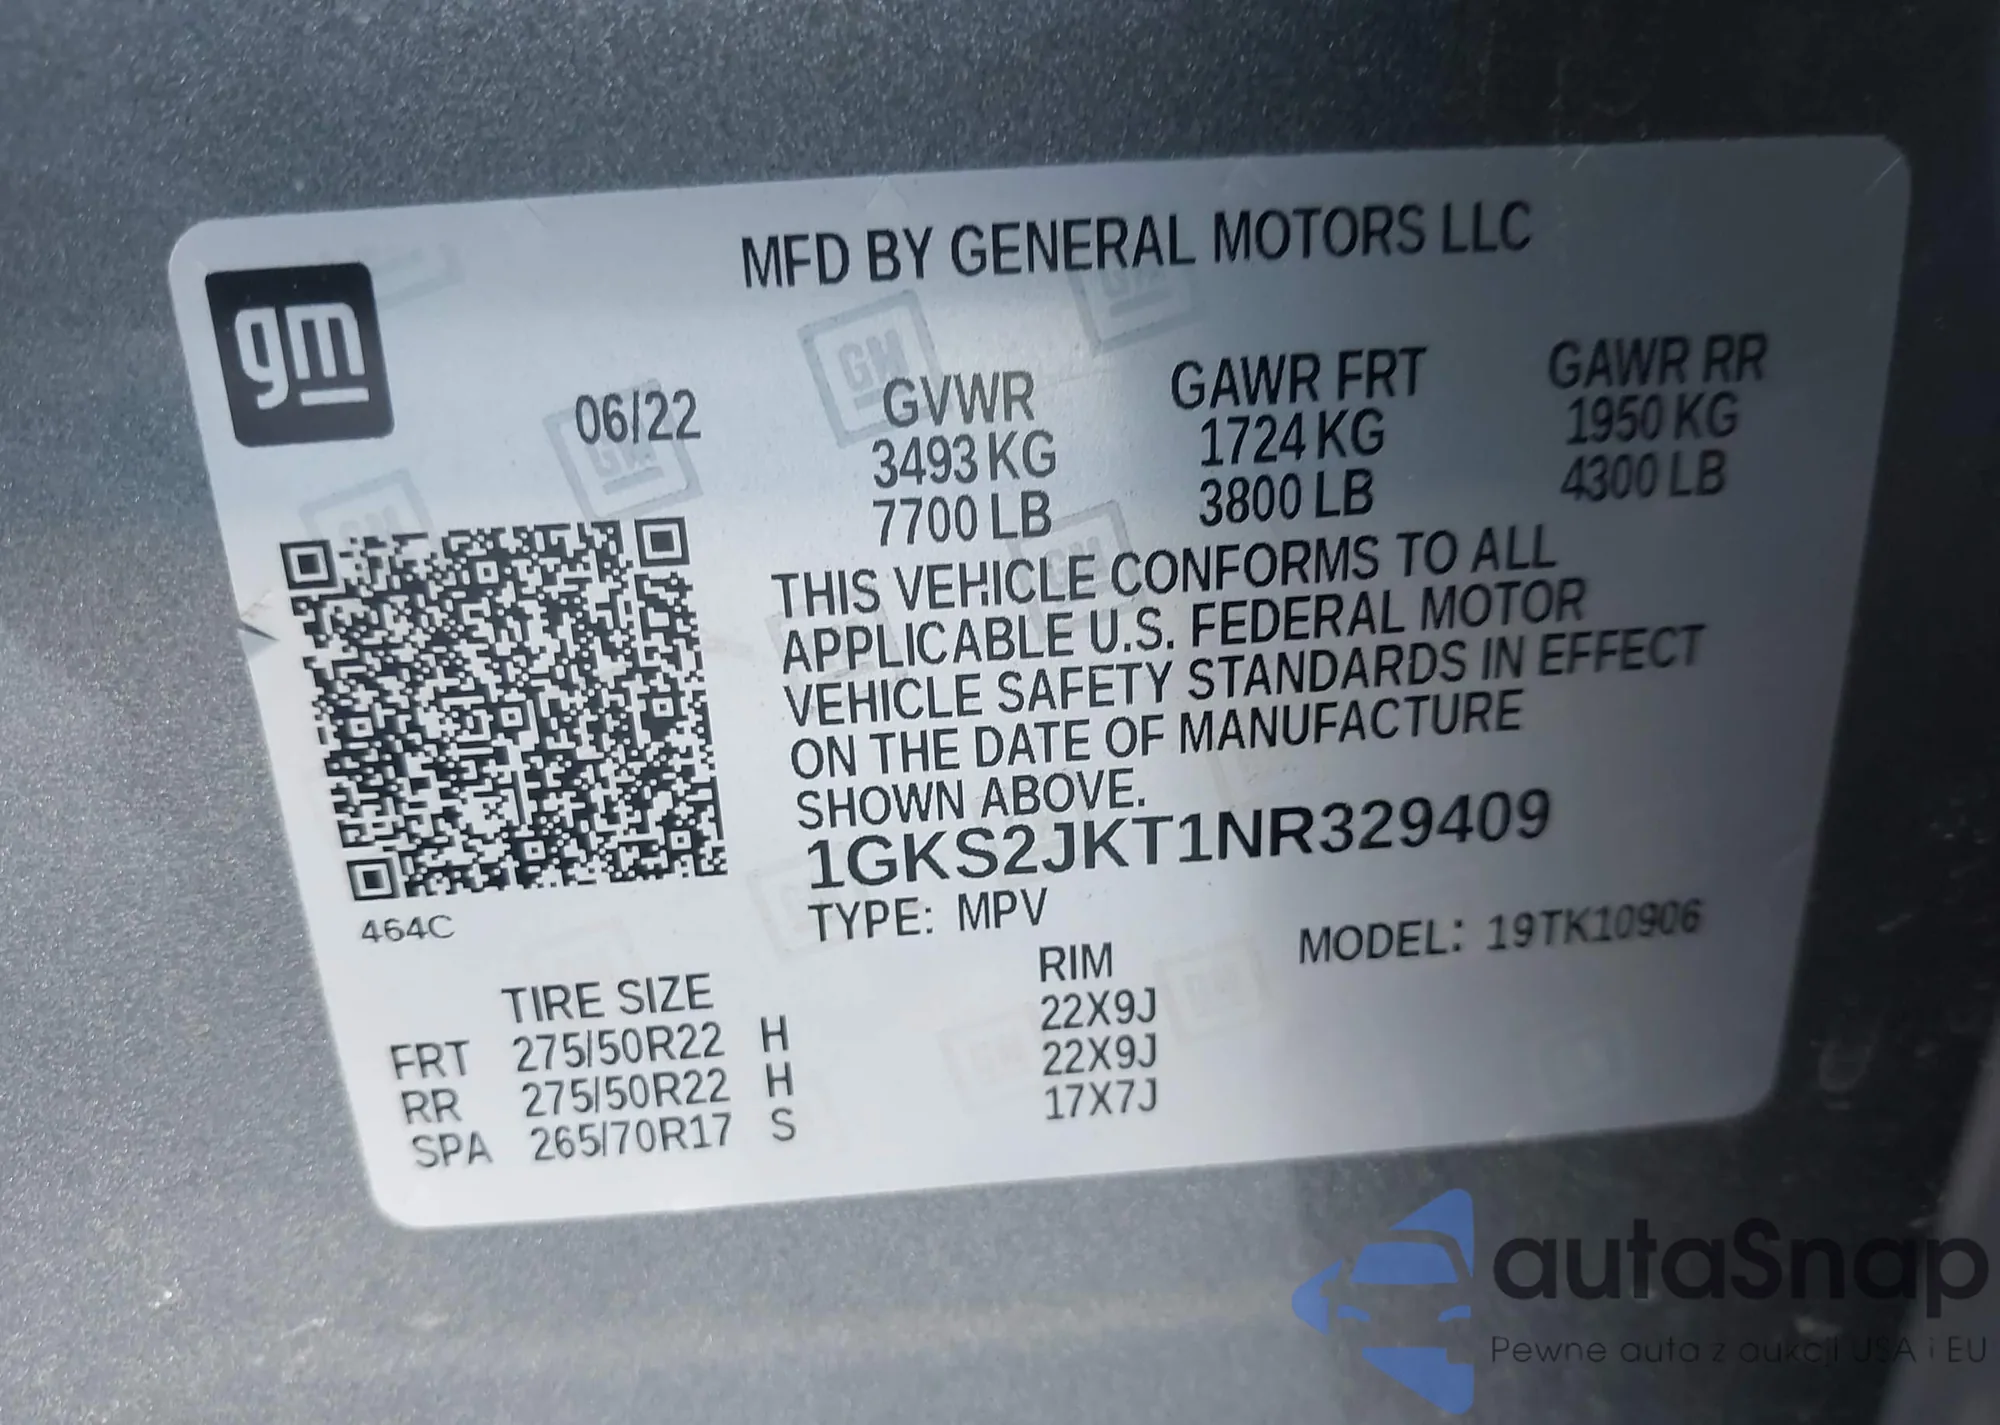 MFD BY GENERAL MOTORS LLC
gm
06/22
GVWR
3493 KG
7700 LB
GAWR FRT
1724 KG
3800 LB
GAWR RR
1950 KG
4300 LB
THIS VEHICLE CONFORMS TO ALL
APPLICABLE U.S. FEDERAL MOTOR
VEHICLE SAFETY STANDARDS IN EFFECT
ON THE DATE OF MANUFACTURE
SHOWN ABOVE.
1GKS2JKT1NR329409
TYPE: MPV
MODEL: 19TK10906
464C
TIRE SIZE RIM
FRT 275/50R22 H 22X9J
RR 275/50R22 H 22X9J
SPA 265/70R17 S 17X7J
autaSnap
Pewne auta z aukcji USA i EU